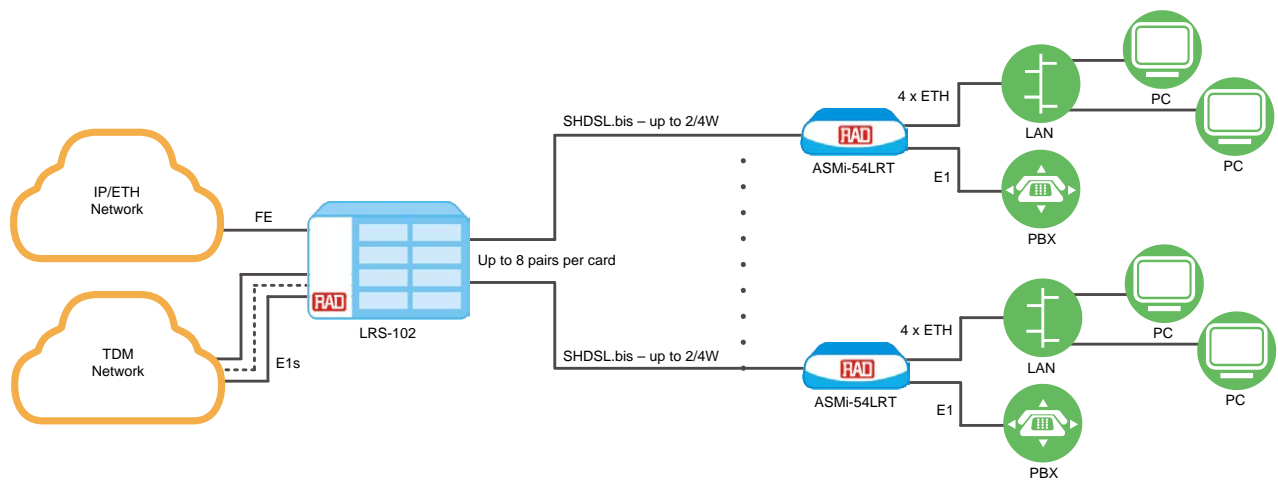 IP/ETH
Network
FE
TDM
Network
E1s
RAD
LRS-102
Up to 8 pairs per card
SHDSL.bis – up to 2/4W
RAD
ASMi-54LRT
4 x ETH
E1
LAN
PC
PC
PBX
SHDSL.bis – up to 2/4W
RAD
ASMi-54LRT
4 x ETH
E1
LAN
PC
PC
PBX